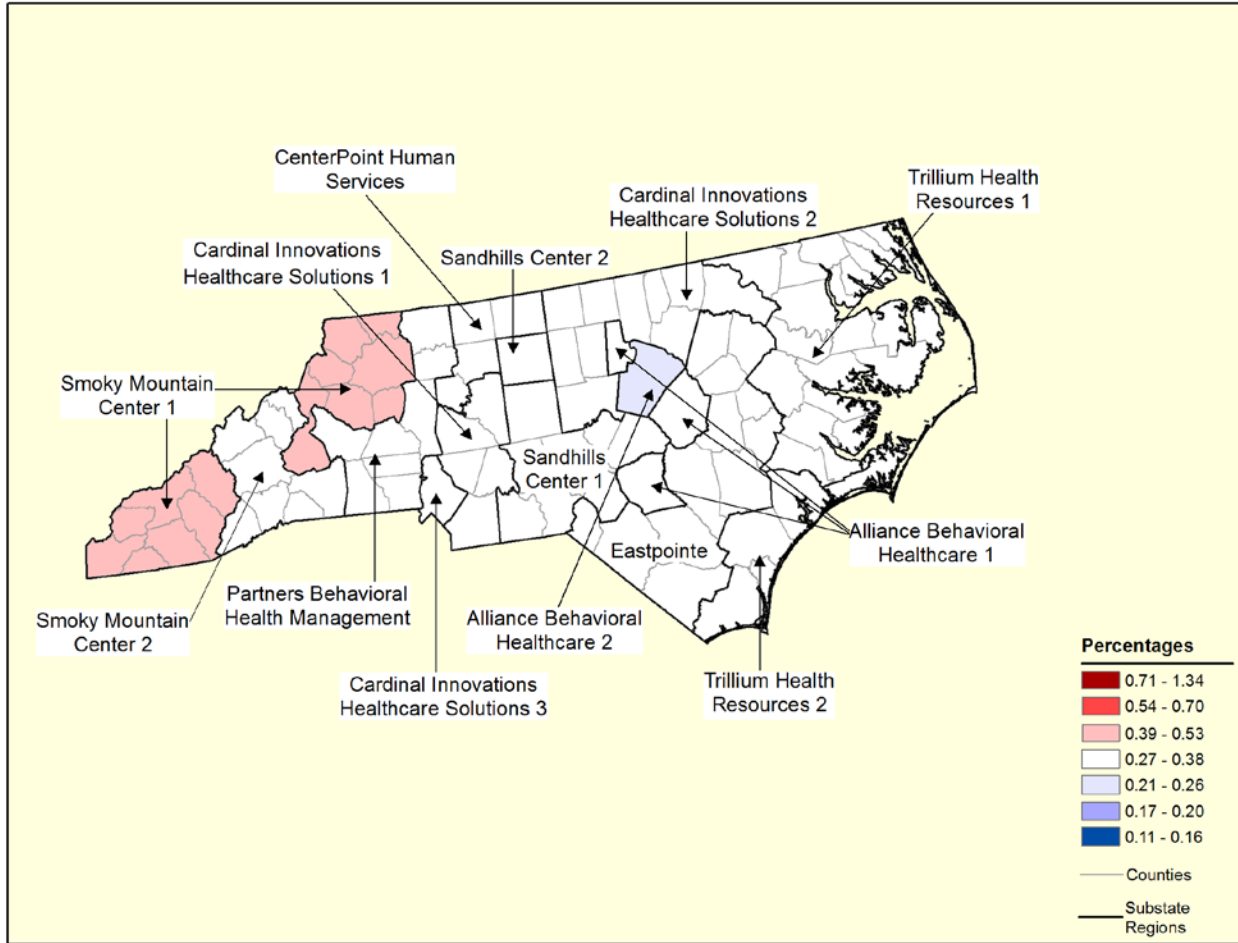 CenterPoint Human
Services
Trillium Health
Resources 1
Cardinal Innovations
Healthcare Solutions 2
Cardinal Innovations
Healthcare Solutions 1
Sandhills Center 2
Smoky Mountain
Center 1
Sandhills
Center 1
Eastpointe
Alliance Behavioral
Healthcare 1
Partners Behavioral
Health Management
Smoky Mountain
Center 2
Alliance Behavioral
Healthcare 2
Cardinal Innovations
Healthcare Solutions 3
Trillium Health
Resources 2
Percentages
0.71 - 1.34
0.54 - 0.70
0.39 - 0.53
0.27 - 0.38
0.21 - 0.26
0.17 - 0.20
0.11 - 0.16
Counties
Substate
Regions